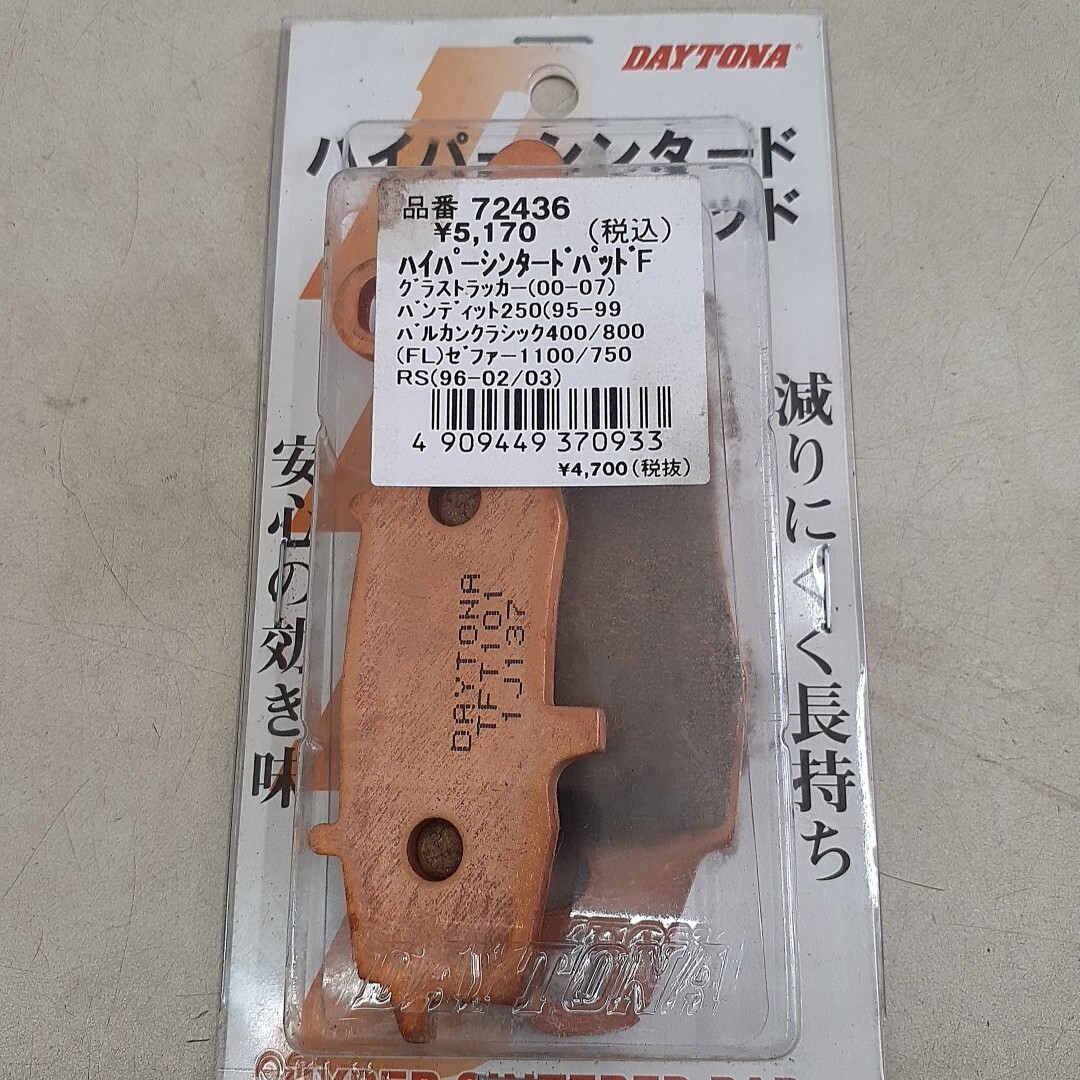 DAYTONA
ハイパーシンタード
ッド
品番 72436
¥5,170 (税込)
ﾊｲﾊﾟｰｼﾝﾀｰﾄﾞﾊﾟｯﾄﾞF
ｸﾞﾗｽﾄﾗｯｶｰ(00-07)
ﾊﾞﾝﾃﾞｨｯﾄ250(95-99
ﾊﾞﾙｶﾝｸﾗｼｯｸ400/800
(FL)ｾﾞﾌｧｰ1100/750
RS(96-02/03)
4 909449 370933
¥4,700(税抜)
減りにくく長持ち
安心の効き味
DAYTONA
TFT101
1J137
DAYTONA
HYPER SINTERED PAD